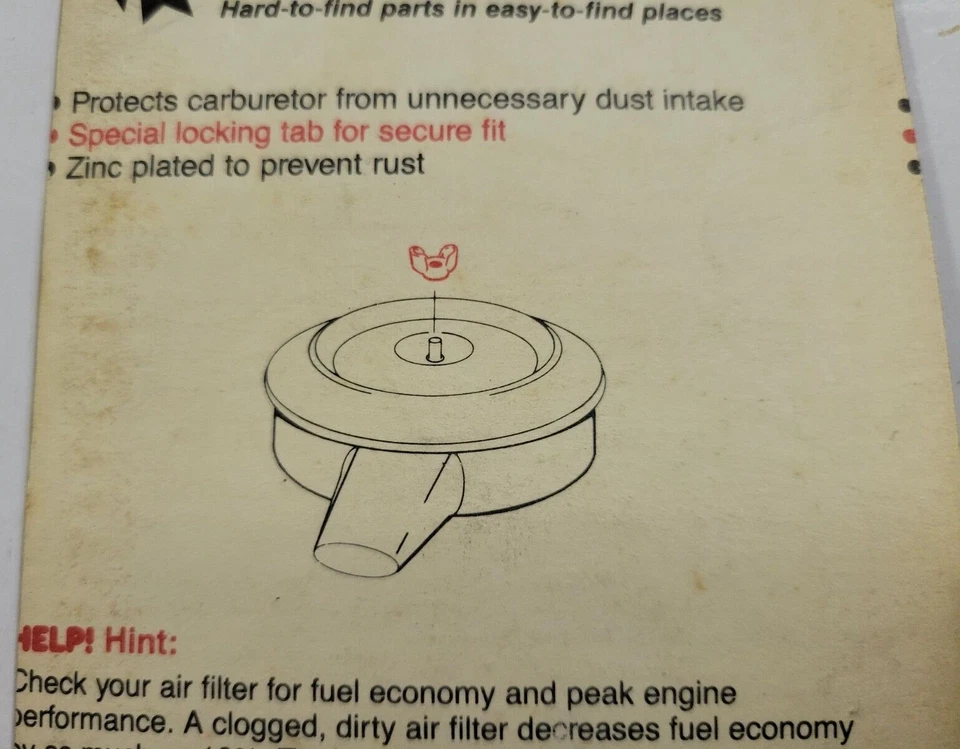 Hard-to-find parts in easy-to-find places
• Protects carburetor from unnecessary dust intake
• Special locking tab for secure fit
• Zinc plated to prevent rust
HELP! Hint:
Check your air filter for fuel economy and peak engine
performance. A clogged, dirty air filter decreases fuel economy